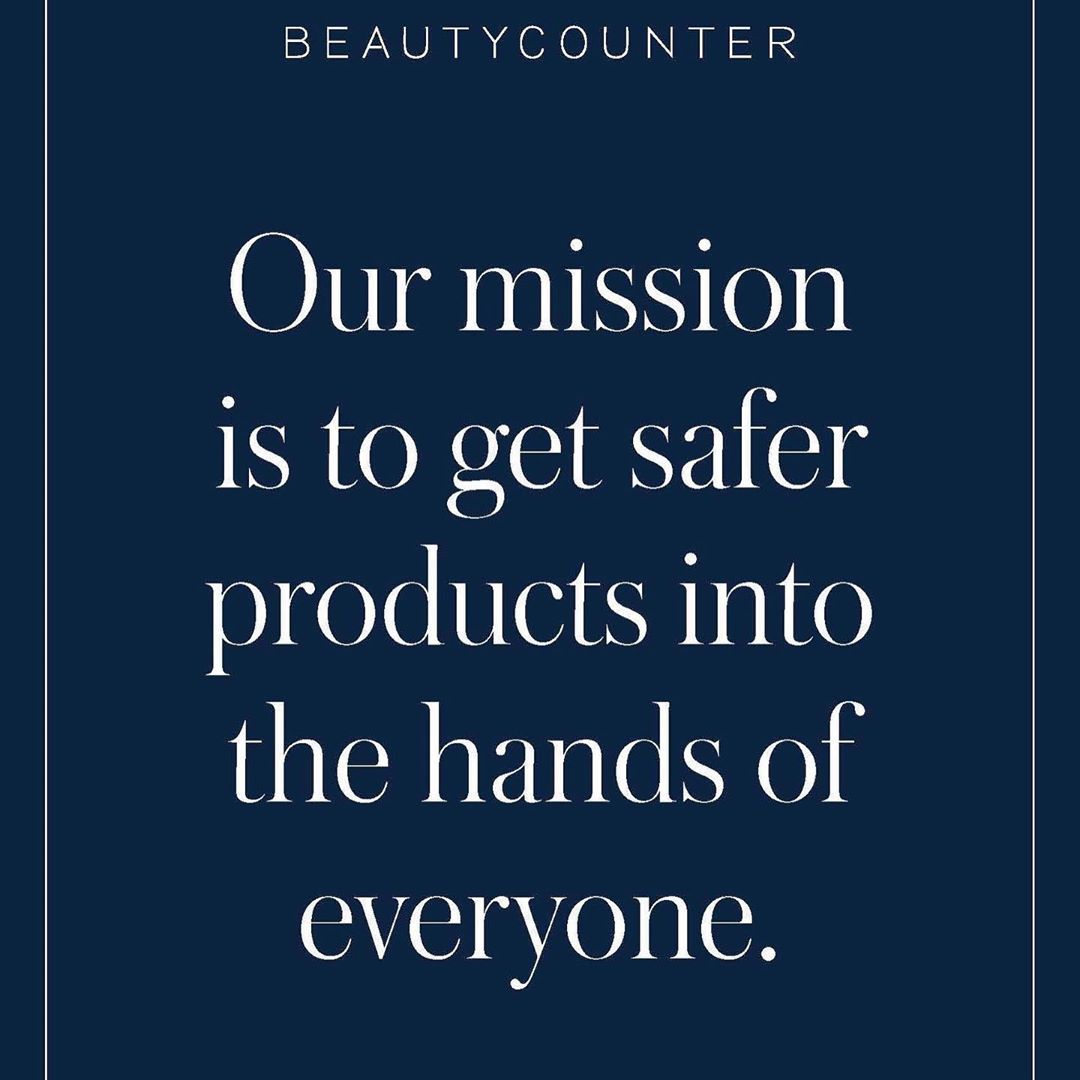 BEAUTYCOUNTER
Our mission
is to get safer
products into
the hands of
everyone.